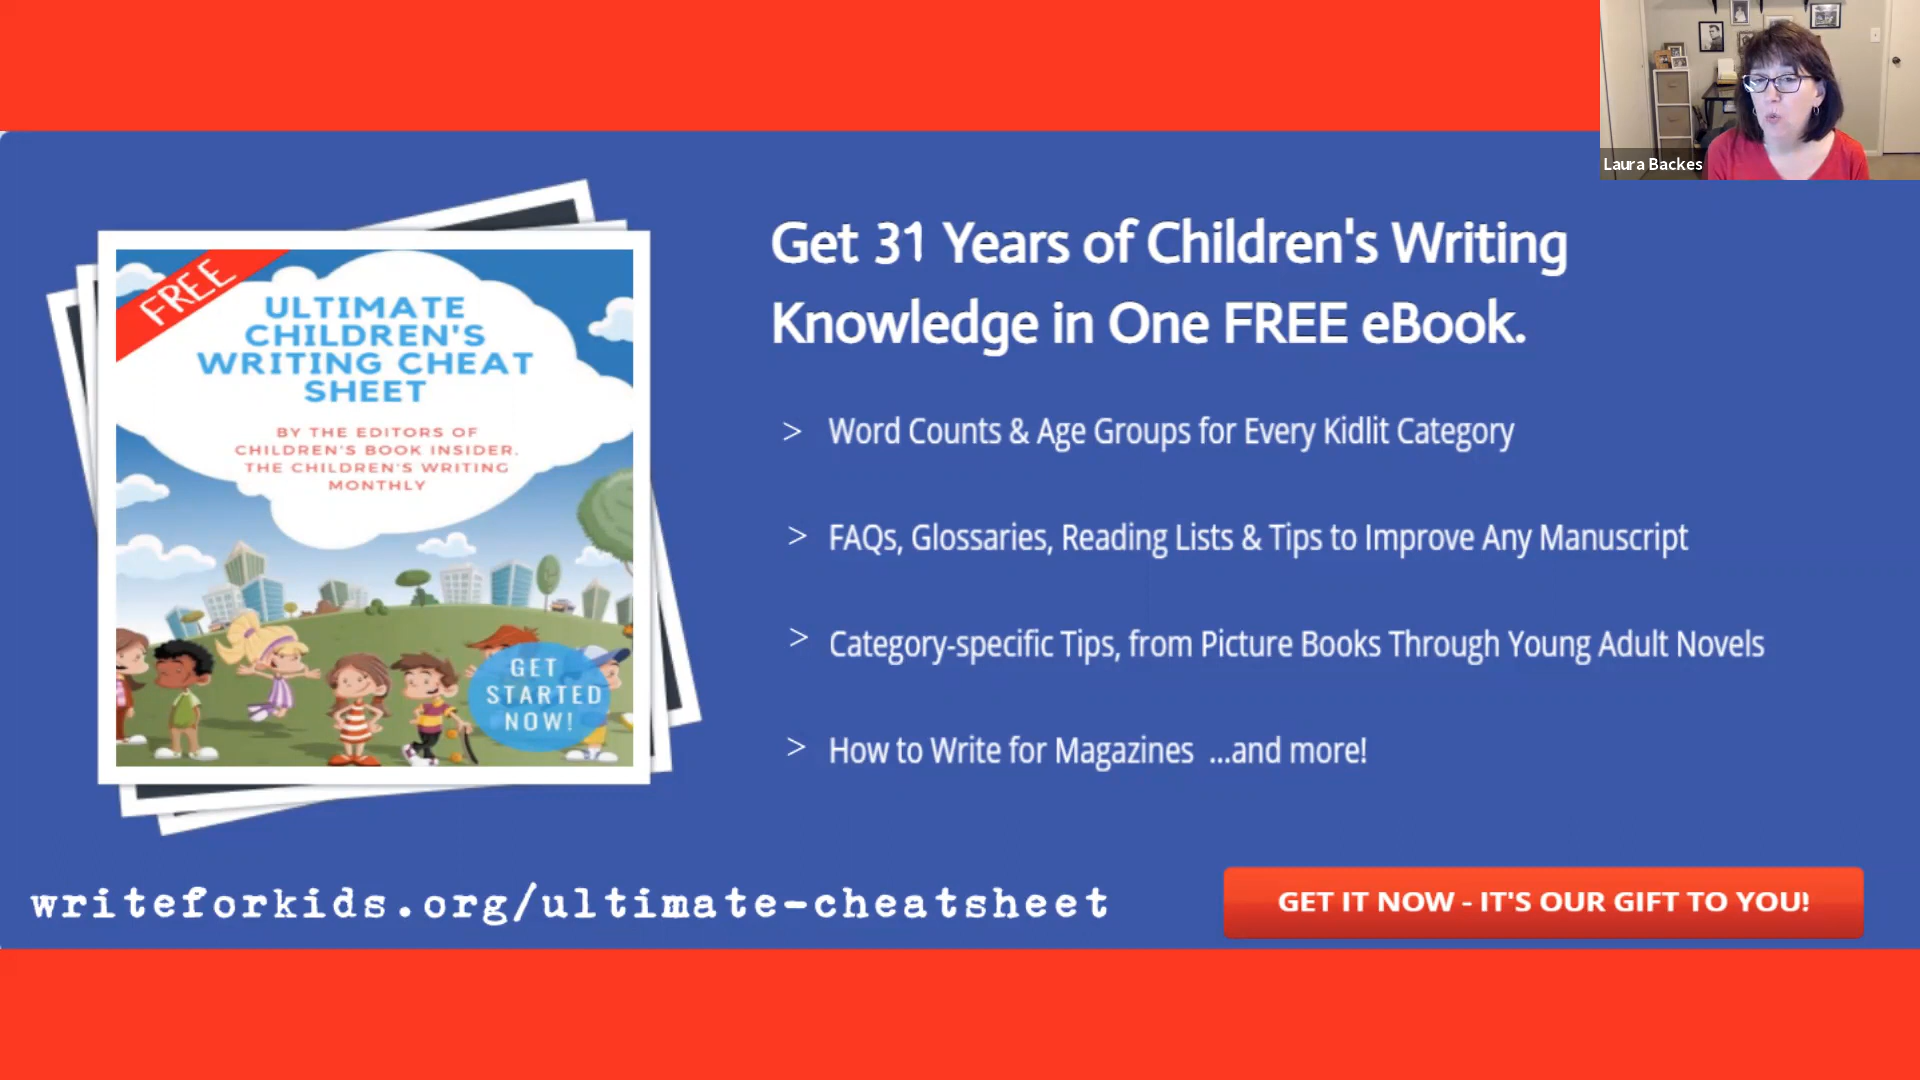 Laura Backes
FREE
ULTIMATE
CHILDREN'S
WRITING CHEAT
SHEET
BY THE EDITORS OF
CHILDREN'S BOOK INSIDER.
THE CHILDREN'S WRITING
MONTHLY
GET
STARTED
NOW!
Get 31 Years of Children's Writing
Knowledge in One FREE eBook.
> Word Counts & Age Groups for Every Kidlit Category
> FAQs, Glossaries, Reading Lists & Tips to Improve Any Manuscript
> Category-specific Tips, from Picture Books Through Young Adult Novels
> How to Write for Magazines ...and more!
writeforkids.org/ultimate-cheatsheet
GET IT NOW - IT'S OUR GIFT TO YOU!